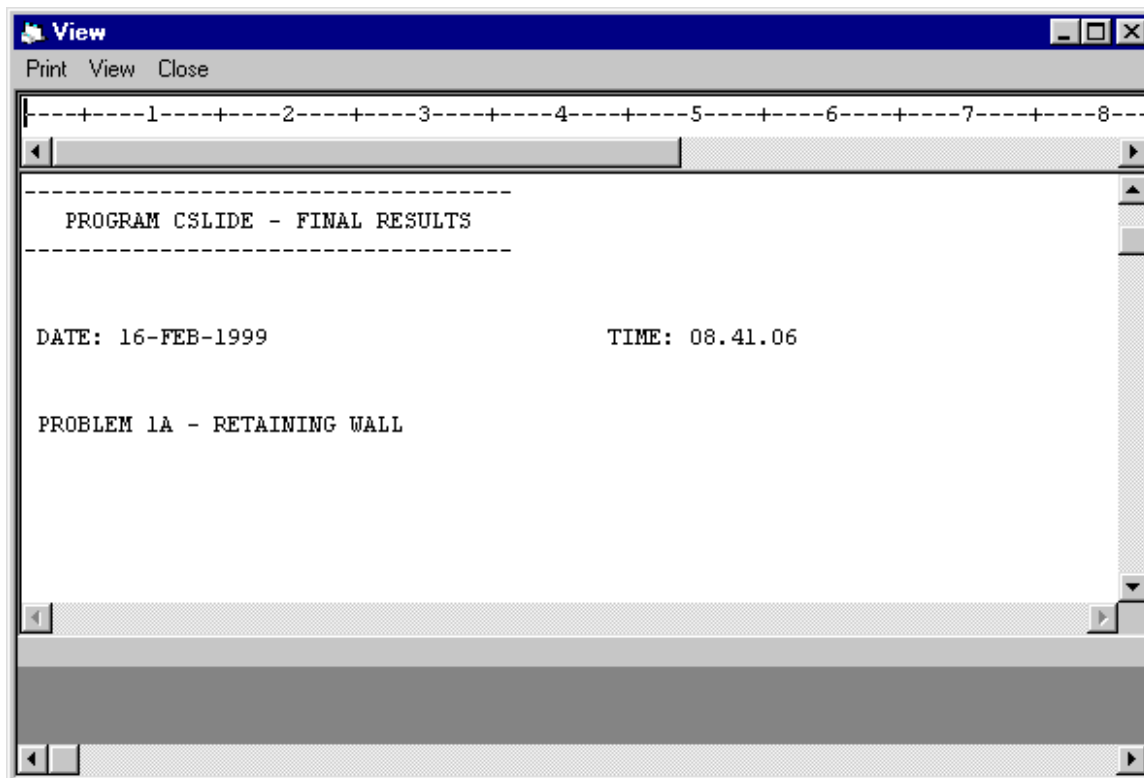 View
Print View Close
----+----1----+----2----+----3----+----4----+----5----+----6----+----7----+----8---
------------------------------------
PROGRAM CSLIDE - FINAL RESULTS
------------------------------------
DATE: 16-FEB-1999 TIME: 08.41.06
PROBLEM 1A - RETAINING WALL